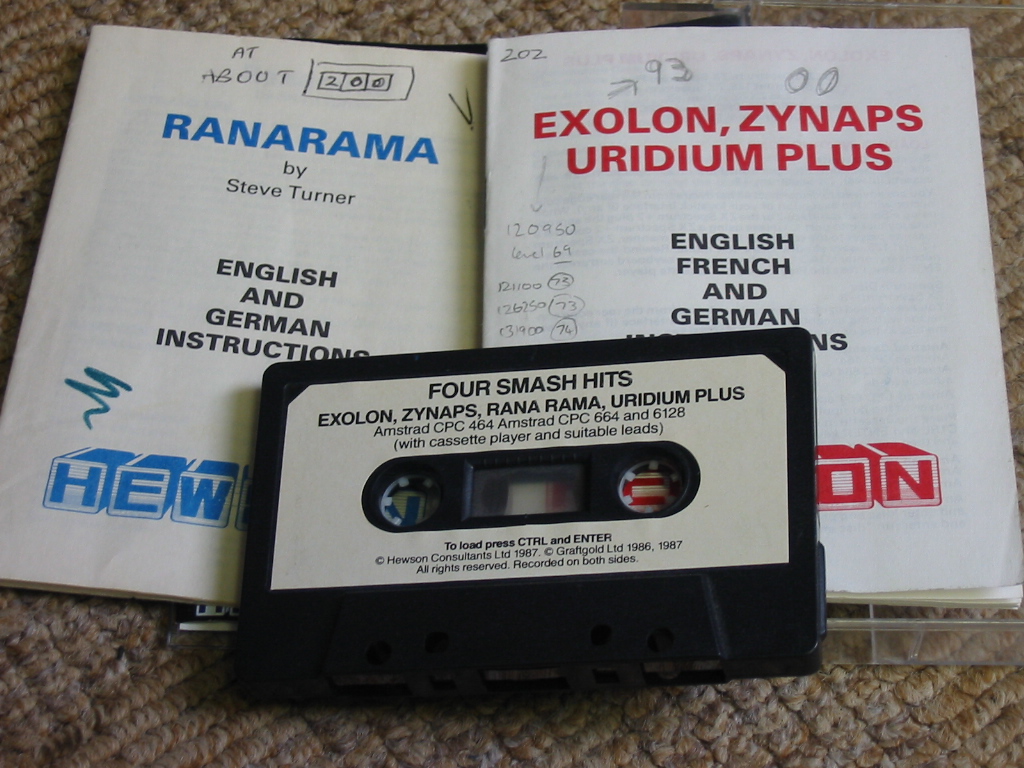 AT
ABOUT 200
RANARAMA
by
Steve Turner
ENGLISH
AND
GERMAN
INSTRUCTIONS
HEW
202
93
00
EXOLON, ZYNAPS
URIDIUM PLUS
120950
level 69
121100 73
126250 73
131900 74
ENGLISH
FRENCH
AND
GERMAN
NS
ON
FOUR SMASH HITS
EXOLON, ZYNAPS, RANA RAMA, URIDIUM PLUS
Amstrad CPC 464 Amstrad CPC 664 and 6128
(with cassette player and suitable leads)
To load press CTRL and ENTER
© Hewson Consultants Ltd 1987. © Graftgold Ltd 1986, 1987
All rights reserved. Recorded on both sides.